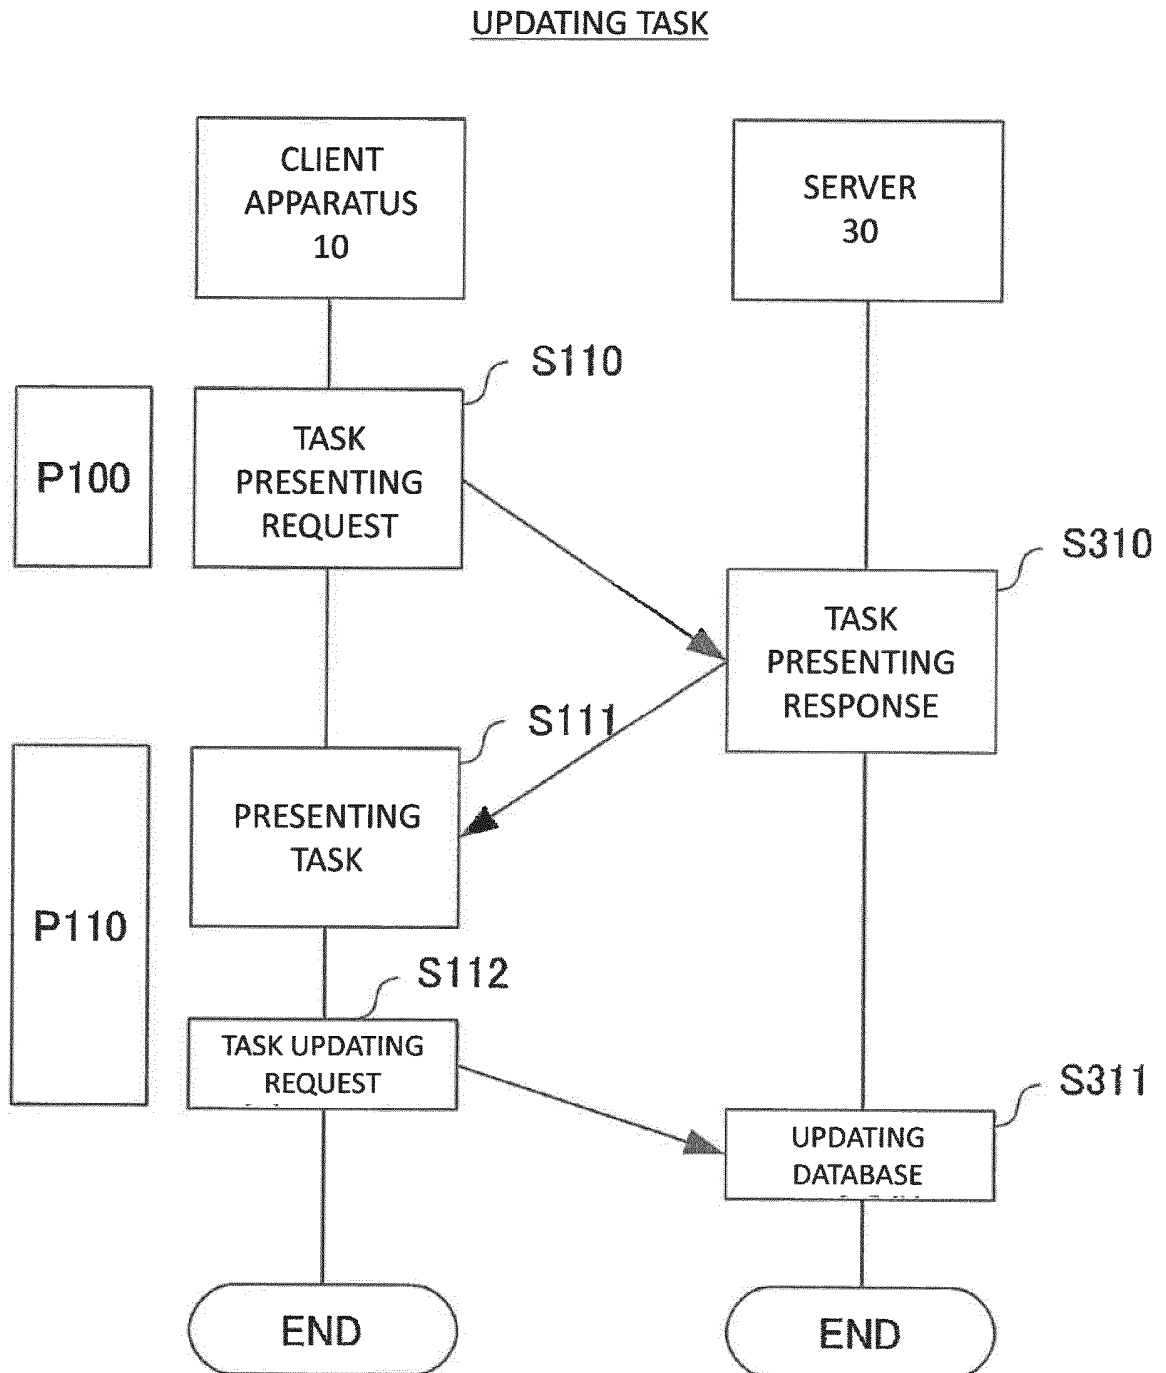 UPDATING TASK
CLIENT
APPARATUS
10
SERVER
30
S110
P100
TASK
PRESENTING
REQUEST
S310
TASK
PRESENTING
RESPONSE
S111
PRESENTING
TASK
P110
S112
TASK UPDATING
REQUEST
S311
UPDATING
DATABASE
END
END